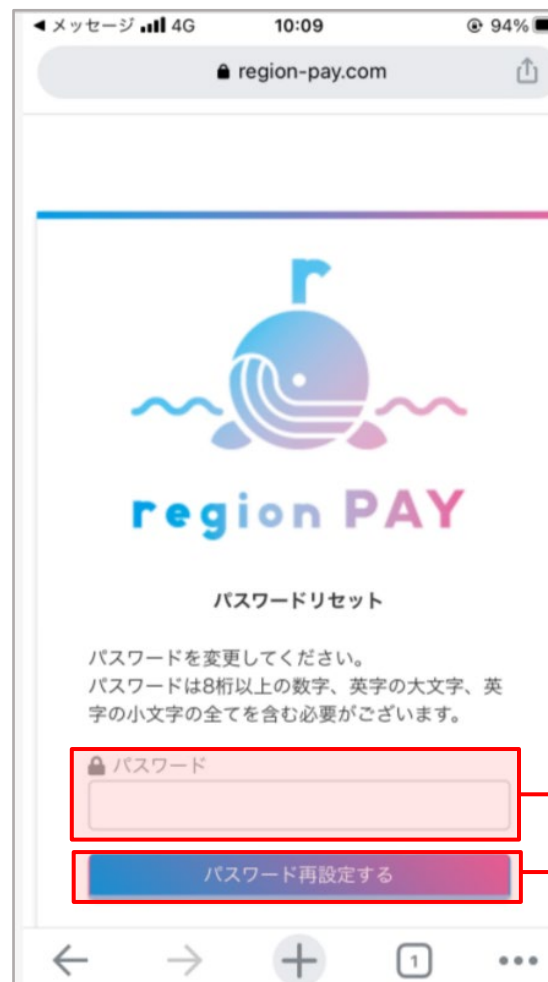 メッセージ 4G 10:09 94%
region-pay.com
r
region PAY
パスワードリセット
パスワードを変更してください。
パスワードは8桁以上の数字、英字の大文字、英
字の小文字の全てを含む必要がございます。
パスワード
パスワード再設定する
1